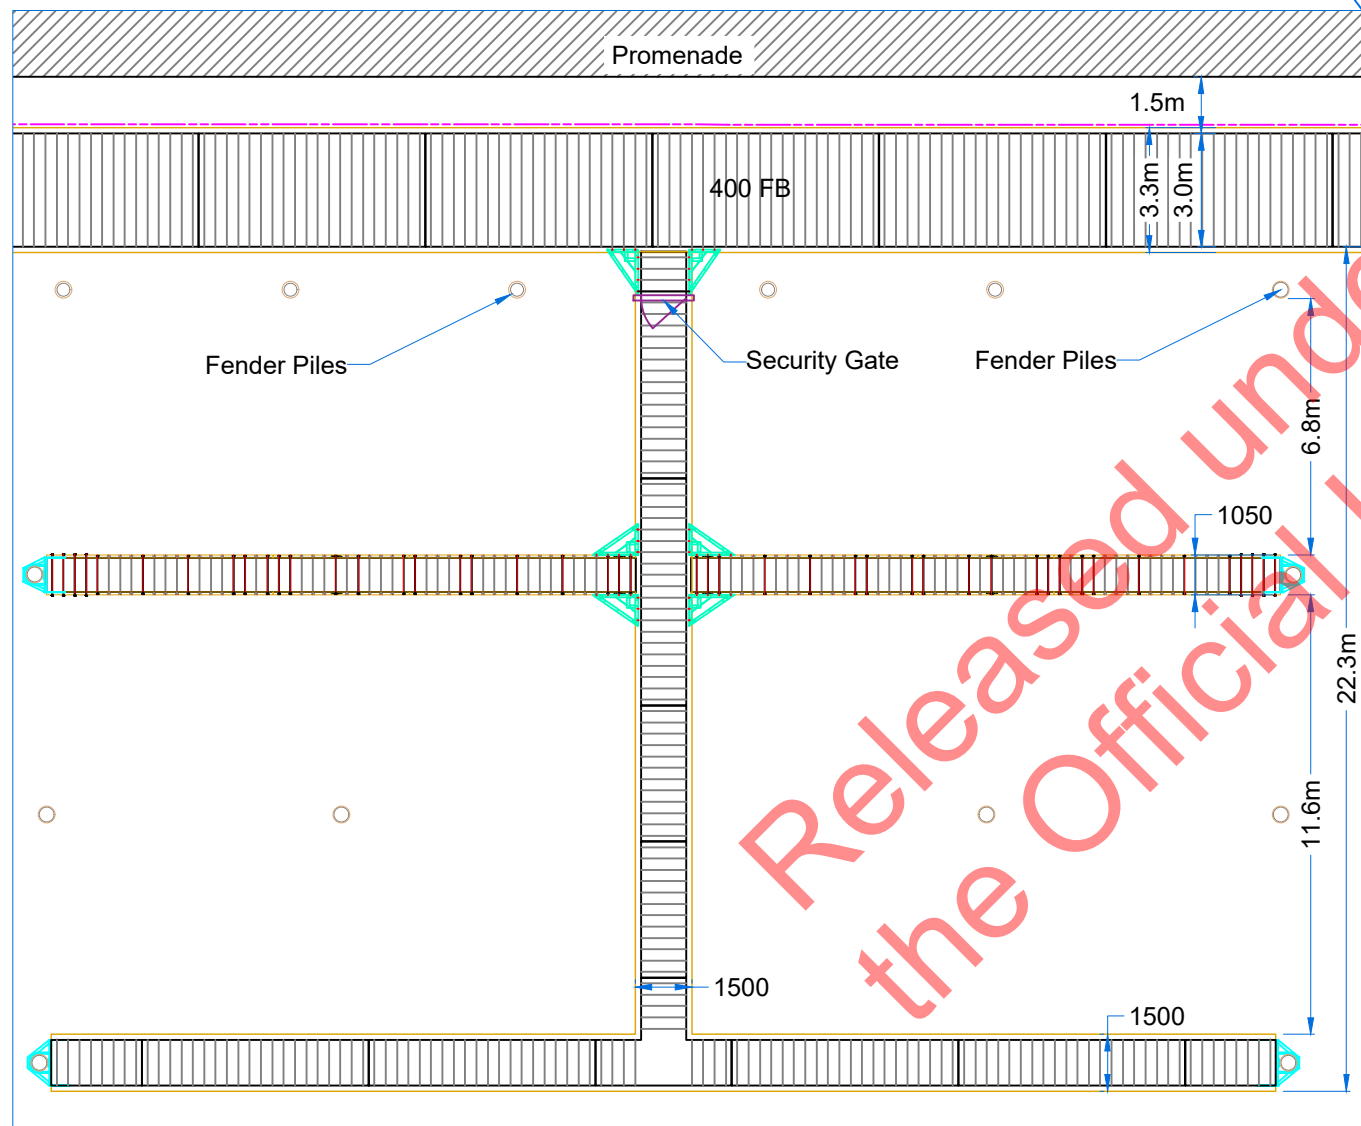 Promenade
1.5m
3.3m
3.0m
400 FB
Fender Piles
Security Gate
Fender Piles
6.8m
1050
22.3m
11.6m
1500
1500
Released unde
the Official I